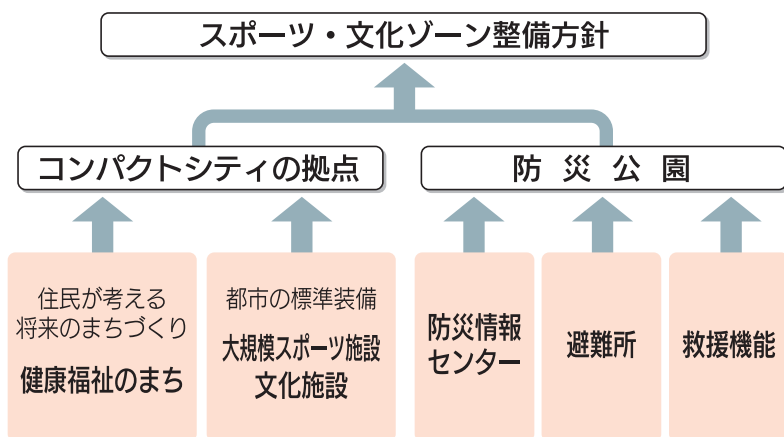 スポーツ・文化ゾーン整備方針
コンパクトシティの拠点
防災公園
住民が考える
将来のまちづくり
健康福祉のまち
都市の標準装備
大規模スポーツ施設
文化施設
防災情報
センター
避難所
救援機能